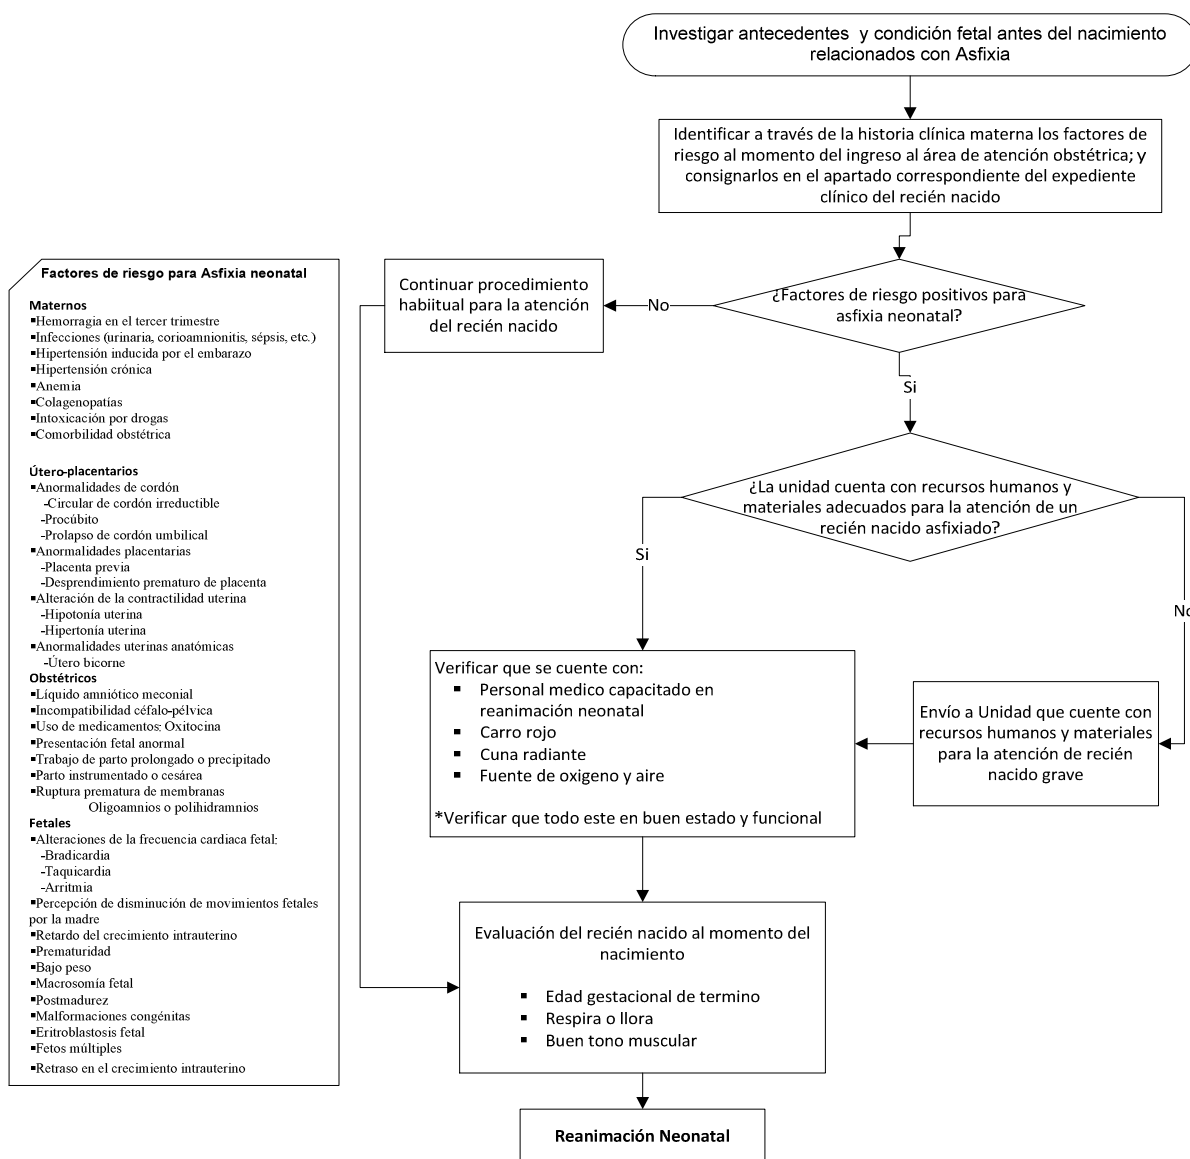 Investigar antecedentes y condición fetal antes del nacimiento
relacionados con Asfixia
Identificar a través de la historia clínica materna los factores de
riesgo al momento del ingreso al área de atención obstétrica; y
consignarlos en el apartado correspondiente del expediente
clínico del recién nacido
¿Factores de riesgo positivos para
asfixia neonatal?
No
Continuar procedimiento
habiitual para la atención
del recién nacido
Si
¿La unidad cuenta con recursos humanos y
materiales adecuados para la atención de un
recién nacido asfixiado?
Si
No
Envío a Unidad que cuente con
recursos humanos y materiales
para la atención de recién
nacido grave
Verificar que se cuente con:
▪ Personal medico capacitado en
reanimación neonatal
▪ Carro rojo
▪ Cuna radiante
▪ Fuente de oxigeno y aire
*Verificar que todo este en buen estado y funcional
Evaluación del recién nacido al momento del
nacimiento
▪ Edad gestacional de termino
▪ Respira o llora
▪ Buen tono muscular
Reanimación Neonatal
Factores de riesgo para Asfixia neonatal
Maternos
▪Hemorragia en el tercer trimestre
▪Infecciones (urinaria, corioamnionitis, sépsis, etc.)
▪Hipertensión inducida por el embarazo
▪Hipertensión crónica
▪Anemia
▪Colagenopatías
▪Intoxicación por drogas
▪Comorbilidad obstétrica
Útero-placentarios
▪Anormalidades de cordón
-Circular de cordón irreductible
-Procúbito
-Prolapso de cordón umbilical
▪Anormalidades placentarias
-Placenta previa
-Desprendimiento prematuro de placenta
▪Alteración de la contractilidad uterina
-Hipotonía uterina
-Hipertonía uterina
▪Anormalidades uterinas anatómicas
-Útero bicorne
Obstétricos
▪Líquido amniótico meconial
▪Incompatibilidad céfalo-pélvica
▪Uso de medicamentos: Oxitocina
▪Presentación fetal anormal
▪Trabajo de parto prolongado o precipitado
▪Parto instrumentado o cesárea
▪Ruptura prematura de membranas
Oligoamnios o polihidramnios
Fetales
▪Alteraciones de la frecuencia cardiaca fetal:
-Bradicardia
-Taquicardia
-Arritmia
▪Percepción de disminución de movimientos fetales
por la madre
▪Retardo del crecimiento intrauterino
▪Prematuridad
▪Bajo peso
▪Macrosomía fetal
▪Postmadurez
▪Malformaciones congénitas
▪Eritroblastosis fetal
▪Fetos múltiples
▪Retraso en el crecimiento intrauterino